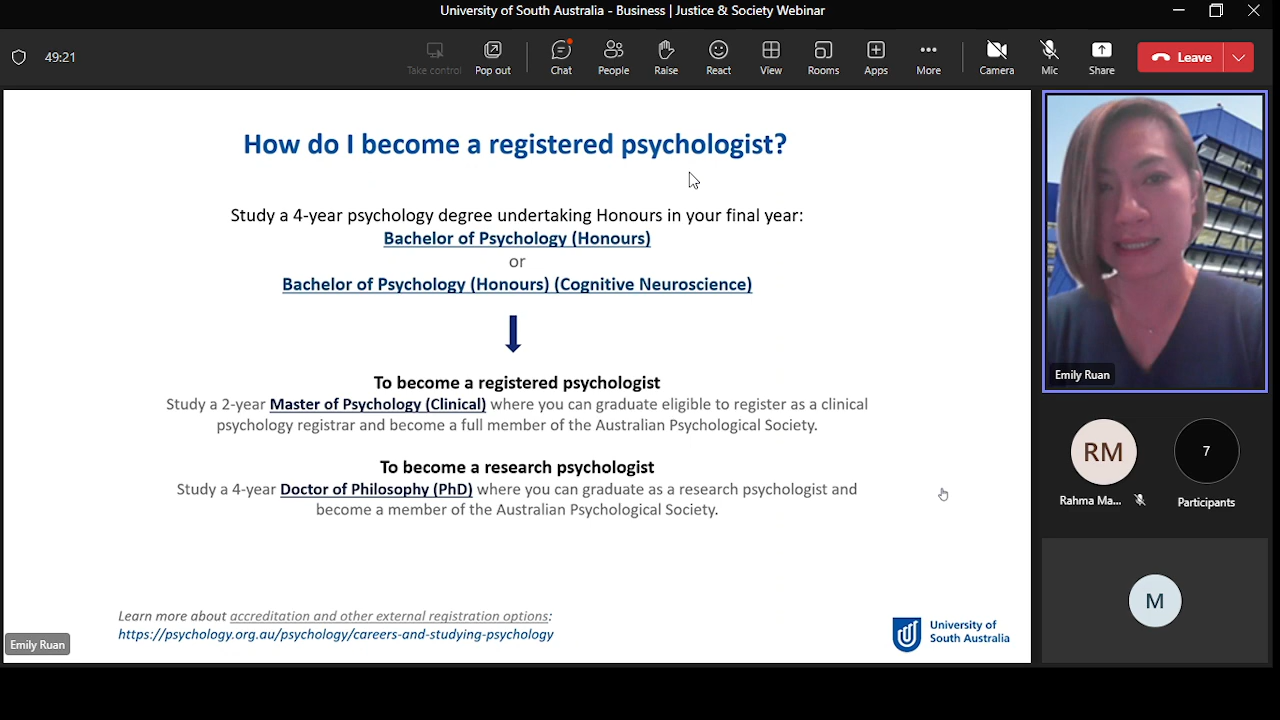 University of South Australia - Business | Justice & Society Webinar
49:21
Take control
Pop out
Chat
People
Raise
React
View
Rooms
Apps
More
Camera
Mic
Share
Leave
How do I become a registered psychologist?
Study a 4-year psychology degree undertaking Honours in your final year:
Bachelor of Psychology (Honours)
or
Bachelor of Psychology (Honours) (Cognitive Neuroscience)
To become a registered psychologist
Study a 2-year Master of Psychology (Clinical) where you can graduate eligible to register as a clinical
psychology registrar and become a full member of the Australian Psychological Society.
To become a research psychologist
Study a 4-year Doctor of Philosophy (PhD) where you can graduate as a research psychologist and
become a member of the Australian Psychological Society.
Learn more about accreditation and other external registration options:
https://psychology.org.au/psychology/careers-and-studying-psychology
University of
South Australia
Emily Ruan
Emily Ruan
RM
Rahma Ma...
7
Participants
M